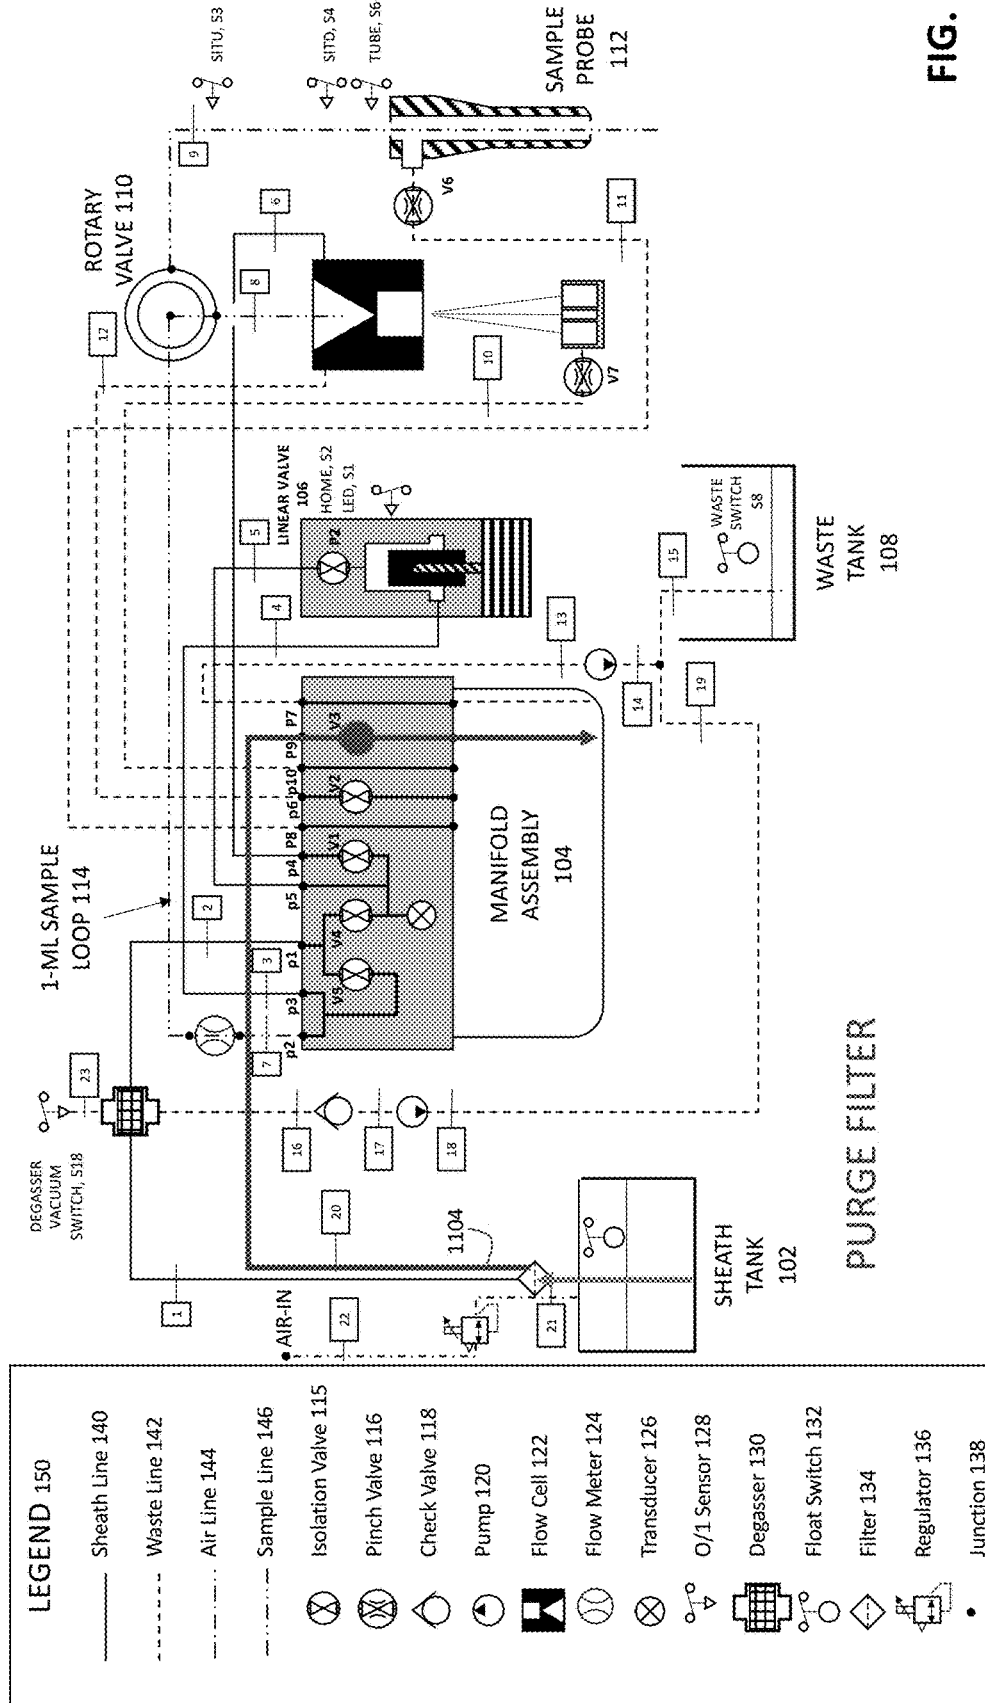 LEGEND 150
Sheath Line 140
Waste Line 142
Air Line 144
Sample Line 146
Isolation Valve 115
Pinch Valve 116
Check Valve 118
Pump 120
Flow Cell 122
Flow Meter 124
Transducer 126
O/1 Sensor 128
Degasser 130
Float Switch 132
Filter 134
Regulator 136
Junction 138
DEGASSER
VACUUM
SWITCH, S18
23
1
AIR-IN
22
20
1104
21
SHEATH
TANK
102
PURGE FILTER
16
17
18
1-ML SAMPLE
LOOP 114
2
3
7
p2
p3
p1
p5
p4
P8
p6
p10
P9
P7
V5
V4
V1
V2
V3
MANIFOLD
ASSEMBLY
104
4
5
LINEAR VALVE
106
HOME, S2
LED, S1
P2
13
14
15
19
WASTE
SWITCH
S8
WASTE
TANK
108
12
ROTARY
VALVE 110
8
6
9
10
11
V7
V6
SITU, S3
SITD, S4
TUBE, S6
SAMPLE
PROBE
112
FIG.